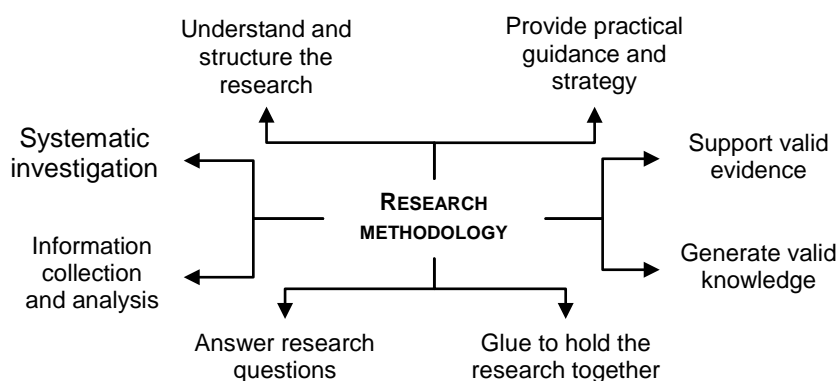 Understand and
structure the
research
Provide practical
guidance and
strategy
Systematic
investigation
Support valid
evidence
RESEARCH
METHODOLOGY
Information
collection
and analysis
Generate valid
knowledge
Answer research
questions
Glue to hold the
research together